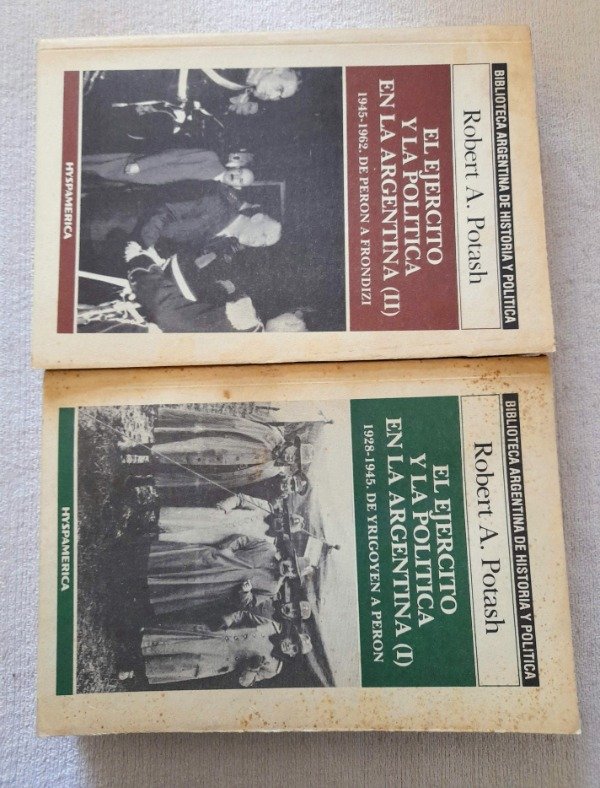 BIBLIOTECA ARGENTINA DE HISTORIA Y POLITICA
Robert A. Potash
EL EJERCITO
Y LA POLITICA
EN LA ARGENTINA (II)
1945-1962. DE PERON A FRONDIZI
HYSPAMERICA
BIBLIOTECA ARGENTINA DE HISTORIA Y POLITICA
Robert A. Potash
EL EJERCITO
Y LA POLITICA
EN LA ARGENTINA (I)
1928-1945. DE YRIGOYEN A PERON
HYSPAMERICA